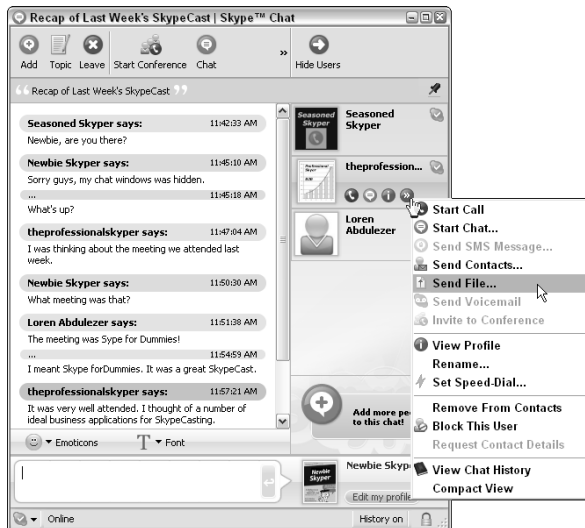 Recap of Last Week's SkypeCast | Skype™ Chat
Add Topic Leave Start Conference Chat » Hide Users
Recap of Last Week's SkypeCast
Seasoned Skyper says: 11:42:33 AM
Newbie, are you there?
Newbie Skyper says: 11:45:10 AM
Sorry guys, my chat windows was hidden.
... 11:45:18 AM
What's up?
theprofessionalskyper says: 11:47:04 AM
I was thinking about the meeting we attended last
week.
Newbie Skyper says: 11:50:30 AM
What meeting was that?
Loren Abdulezer says: 11:51:38 AM
The meeting was Sype for Dummies!
... 11:54:59 AM
I meant Skype forDummies. It was a great SkypeCast.
theprofessionalskyper says: 11:57:21 AM
It was very well attended. I thought of a number of
ideal business applications for SkypeCasting.
Emoticons Font
Seasoned
Skyper
Seasoned
Skyper
theprofession...
Loren
Abdulezer
Add more pe
to this chat!
Newbie
Skyper
Newbie Skyp
Edit my profile
Online
History on
Start Call
Start Chat...
Send SMS Message...
Send Contacts...
Send File...
Send Voicemail
Invite to Conference
View Profile
Rename...
Set Speed-Dial...
Remove From Contacts
Block This User
Request Contact Details
View Chat History
Compact View